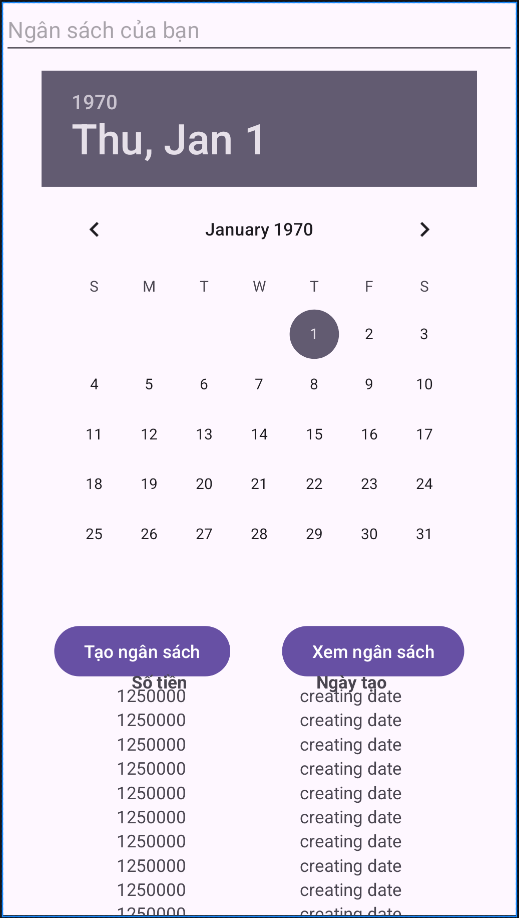 Ngân sách của bạn
1970
Thu, Jan 1
January 1970
S M T W T F S
1 2 3
4 5 6 7 8 9 10
11 12 13 14 15 16 17
18 19 20 21 22 23 24
25 26 27 28 29 30 31
Tạo ngân sách Xem ngân sách
Số tiền Ngày tạo
1250000 creating date
1250000 creating date
1250000 creating date
1250000 creating date
1250000 creating date
1250000 creating date
1250000 creating date
1250000 creating date
1250000 creating date
1250000 creating date